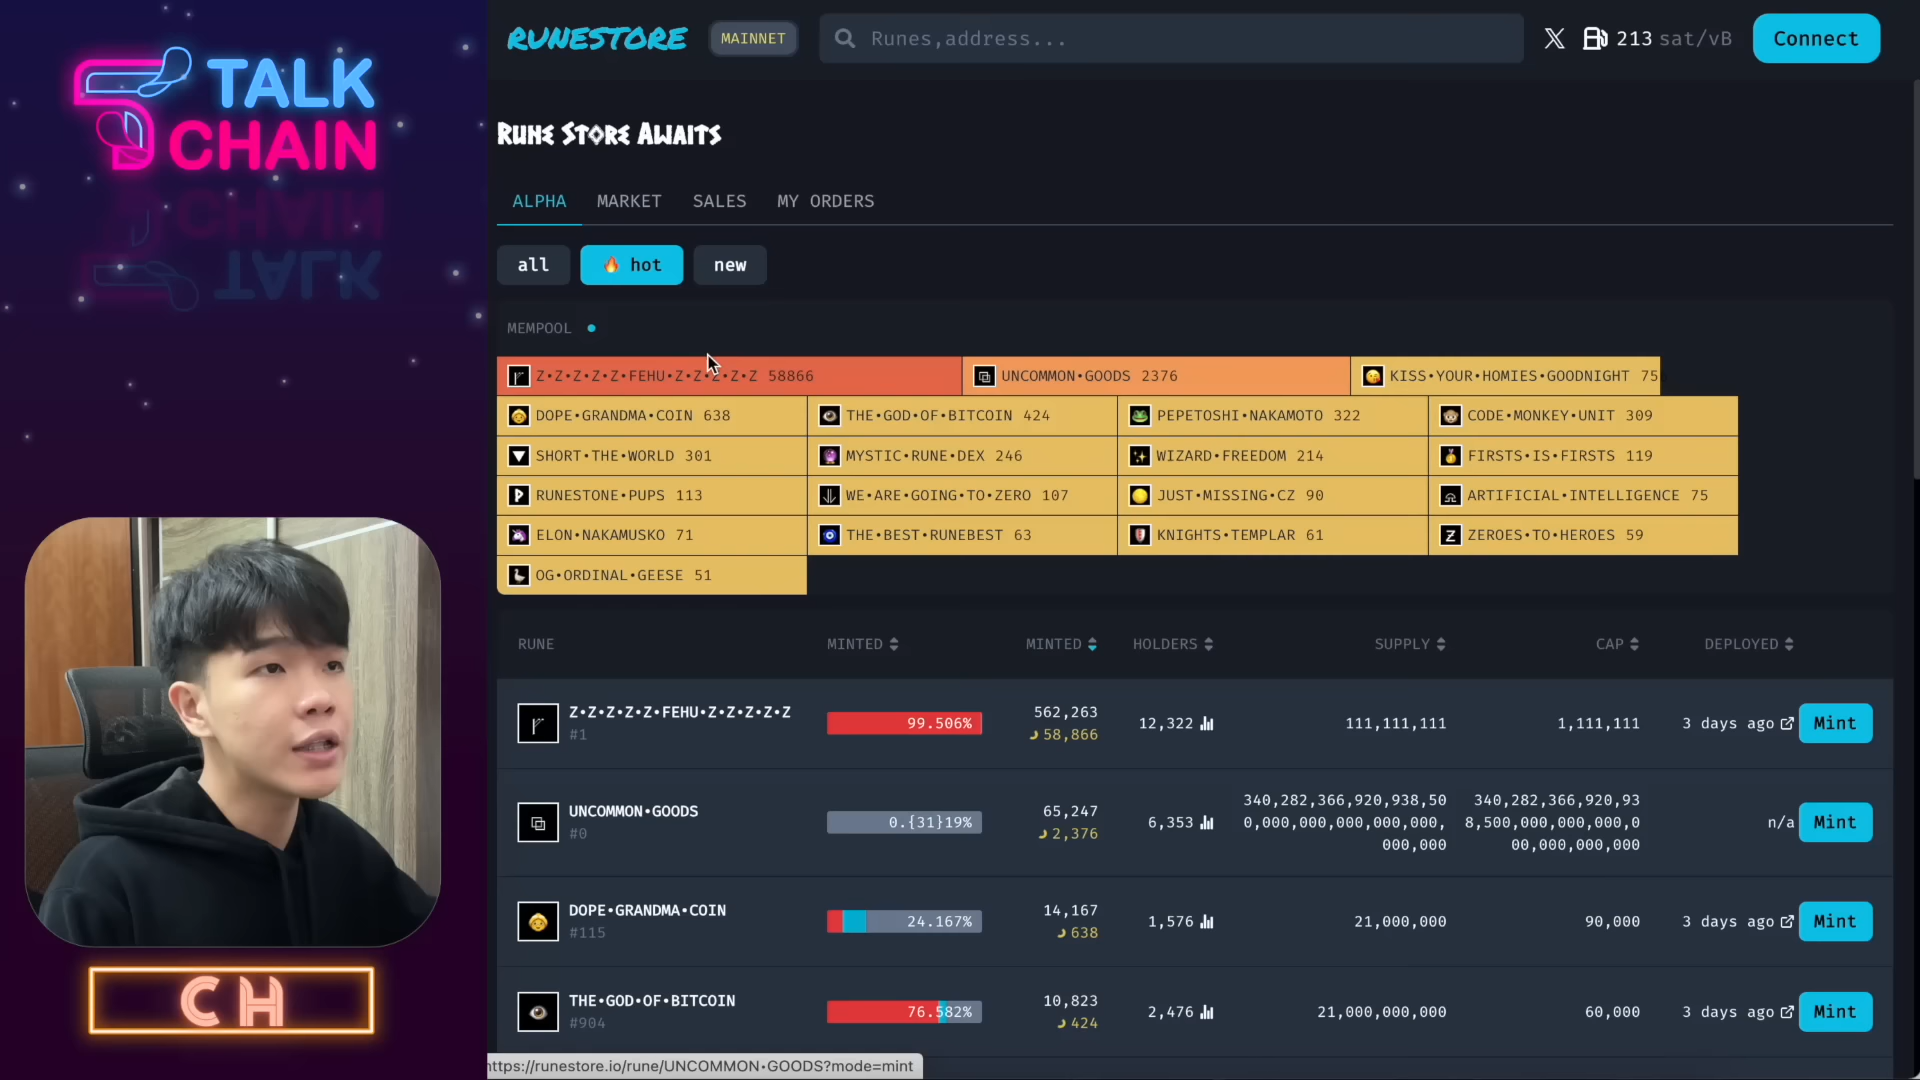 TALK
CHAIN
CH
RUNESTORE
MAINNET
Runes,address...
213 sat/vB
Connect
RUNE STORE AWAITS
ALPHA
MARKET
SALES
MY ORDERS
all
🔥 hot
new
MEMPOOL
Z•Z•Z•Z•Z•FEHU•Z•Z•Z•Z•Z 58866
UNCOMMON•GOODS 2376
KISS•YOUR•HOMIES•GOODNIGHT 75
DOPE•GRANDMA•COIN 638
THE•GOD•OF•BITCOIN 424
PEPETOSHI•NAKAMOTO 322
CODE•MONKEY•UNIT 309
SHORT•THE•WORLD 301
MYSTIC•RUNE•DEX 246
WIZARD•FREEDOM 214
FIRSTS•IS•FIRSTS 119
RUNESTONE•PUPS 113
WE•ARE•GOING•TO•ZERO 107
JUST•MISSING•CZ 90
ARTIFICIAL•INTELLIGENCE 75
ELON•NAKAMUSKO 71
THE•BEST•RUNEBEST 63
KNIGHTS•TEMPLAR 61
ZEROES•TO•HEROES 59
OG•ORDINAL•GEESE 51
RUNE
MINTED
MINTED
HOLDERS
SUPPLY
CAP
DEPLOYED
Z•Z•Z•Z•Z•FEHU•Z•Z•Z•Z•Z
#1
99.506%
562,263
58,866
12,322
111,111,111
1,111,111
3 days ago
Mint
UNCOMMON•GOODS
#0
0.{31}19%
65,247
2,376
6,353
340,282,366,920,938,50
0,000,000,000,000,000,
000,000
340,282,366,920,93
8,500,000,000,000,0
00,000,000,000
n/a
Mint
DOPE•GRANDMA•COIN
#115
24.167%
14,167
638
1,576
21,000,000
90,000
3 days ago
Mint
THE•GOD•OF•BITCOIN
#904
76.582%
10,823
424
2,476
21,000,000,000
60,000
3 days ago
Mint
https://runestore.io/rune/UNCOMMON•GOODS?mode=mint